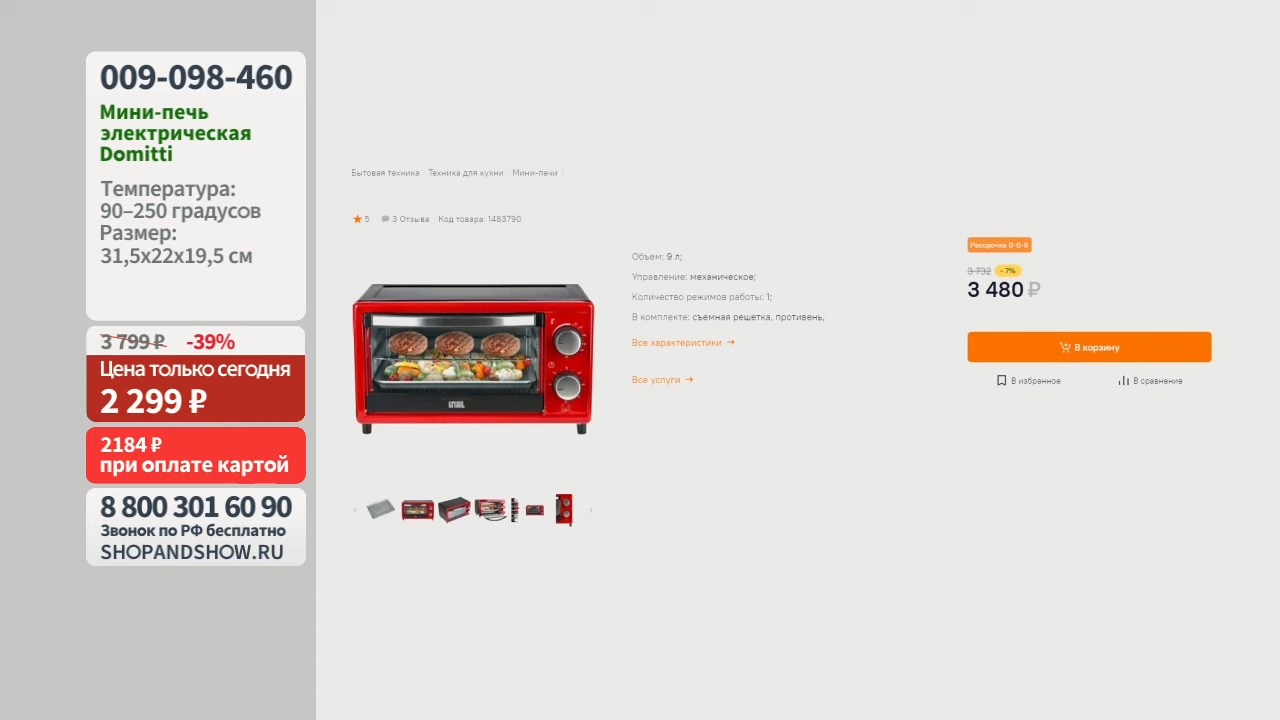 009-098-460
Мини-печь
электрическая
Domitti
Температура:
90–250 градусов
Размер:
31,5х22х19,5 см
3 799 ₽ -39%
Цена только сегодня
2 299 ₽
2184 ₽
при оплате картой
8 800 301 60 90
Звонок по РФ бесплатно
SHOPANDSHOW.RU
Бытовая техника Техника для кухни Мини-печи
5 3 Отзыва Код товара: 1483790
Объем: 9 л;
Управление: механическое;
Количество режимов работы: 1;
В комплекте: съемная решетка, противень,
Все характеристики →
Все услуги →
Рассрочка 0-0-6
3 732 - 7%
3 480 ₽
В корзину
В избранное В сравнение